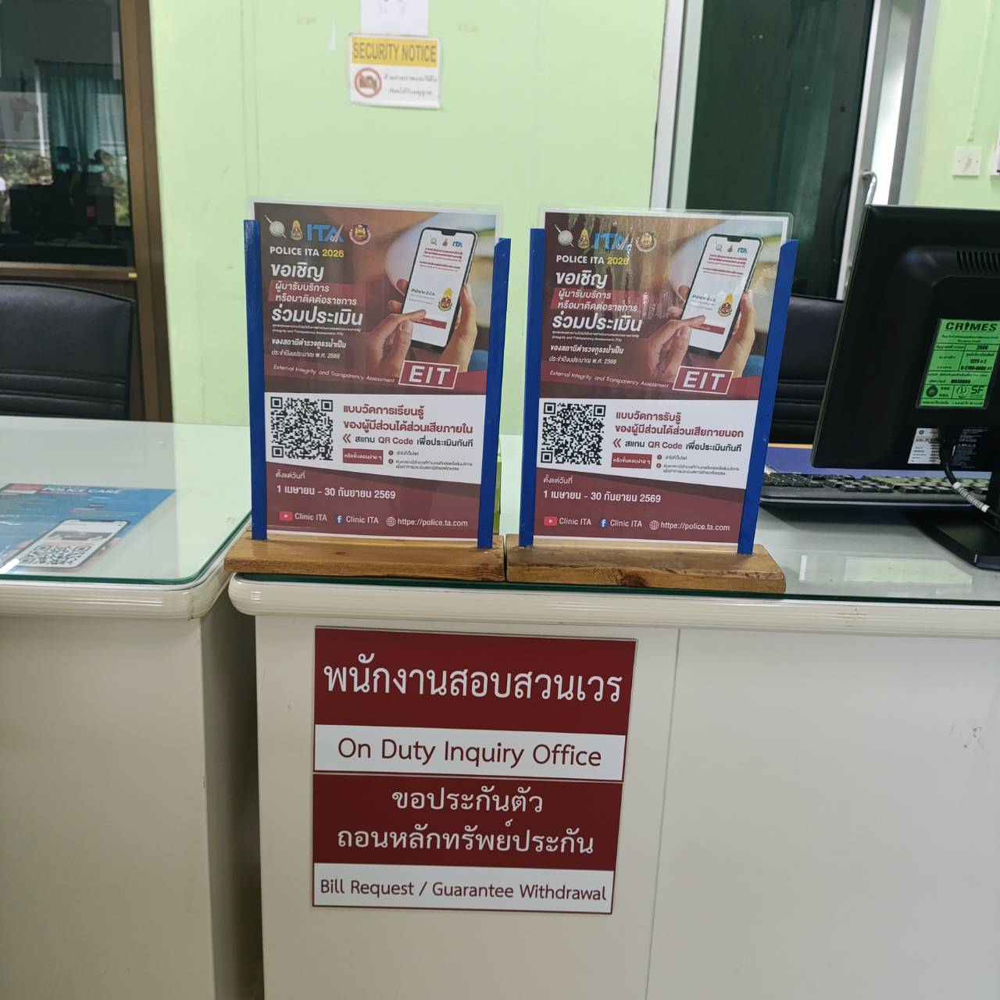 SECURITY NOTICE
ITA
POLICE ITA 2026
ขอเชิญ
ผู้มารับบริการ
หรือมาติดต่อราชการ
ร่วมประเมิน
(Integrity and Transparency Assessment: ITA)
ของสถานีตำรวจภูธรน้ำเป็น
ประจำปีงบประมาณ พ.ศ. 2569
External Integrity and Transparency Assessment
EIT
แบบวัดการเรียนรู้
ของผู้มีส่วนได้ส่วนเสียภายใน
สแกน QR Code เพื่อประเมินทันที
หรือขั้นตอนง่าย ๆ
ตั้งแต่วันที่
1 เมษายน - 30 กันยายน 2569
Clinic ITA Clinic ITA https://police.ta.com
ITA
POLICE ITA 2026
ขอเชิญ
ผู้มารับบริการ
หรือมาติดต่อราชการ
ร่วมประเมิน
(Integrity and Transparency Assessment: ITA)
ของสถานีตำรวจภูธรน้ำเป็น
ประจำปีงบประมาณ พ.ศ. 2569
External Integrity and Transparency Assessment
EIT
แบบวัดการรับรู้
ของผู้มีส่วนได้ส่วนเสียภายนอก
สแกน QR Code เพื่อประเมินทันที
หรือขั้นตอนง่าย ๆ
ตั้งแต่วันที่
1 เมษายน - 30 กันยายน 2569
Clinic ITA Clinic ITA https://police.ta.com
CRIMES
2569
SF
POLICE CARE
พนักงานสอบสวนเวร
On Duty Inquiry Office
ขอประกันตัว
ถอนหลักทรัพย์ประกัน
Bill Request / Guarantee Withdrawal